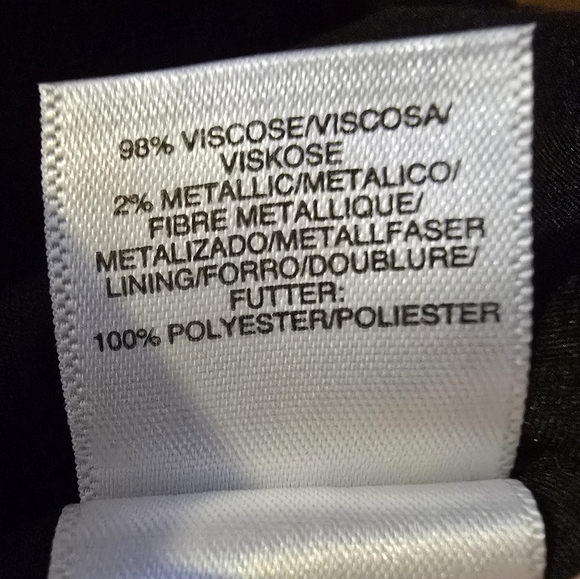 98% VISCOSE/VISCOSA/
VISKOSE
2% METALLIC/METALICO/
FIBRE METALLIQUE/
METALIZADO/METALLFASER
LINING/FORRO/DOUBLURE/
FUTTER:
100% POLYESTER/POLIESTER